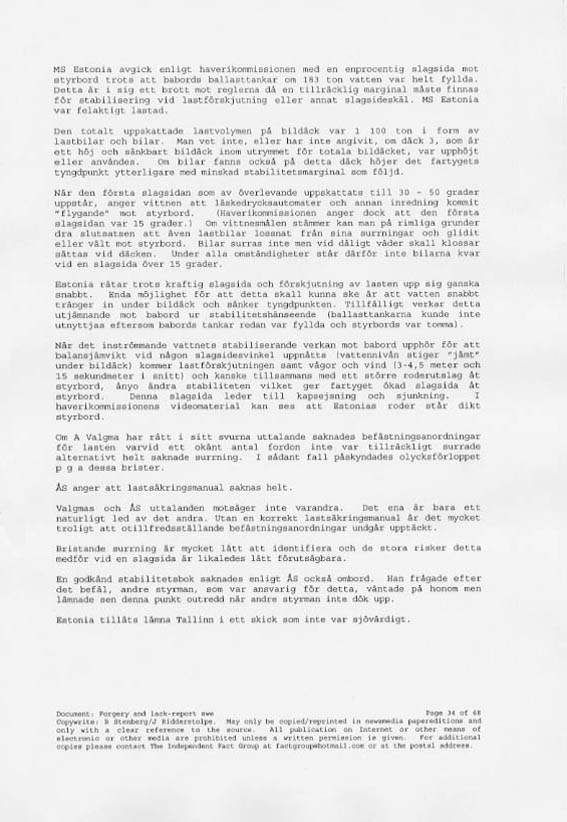 MS Estonia avgick enligt haverikommissionen med en enprocentig slagsida mot
styrbord trots att babords ballasttankar om 183 ton vatten var helt fyllda.
Detta är i sig ett brott mot reglerna då en tillräcklig marginal måste finnas
för stabilisering vid lastförskjutning eller annat slagsideskäl. MS Estonia
var felaktigt lastad.
Den totalt uppskattade lastvolymen på bildäck var 1 100 ton i form av
lastbilar och bilar. Man vet inte, eller har inte angivit, om däck 3, som är
ett höj och sänkbart bildäck inom utrymmet för totala bildäcket, var upphöjt
eller användes. Om bilar fanns också på detta däck höjer det fartygets
tyngdpunkt ytterligare med minskad stabilitetsmarginal som följd.
När den första slagsidan som av överlevande uppskattats till 30 - 50 grader
uppstår, anger vittnen att läskedrycksautomater och annan inredning kommit
"flygande" mot styrbord. (Haverikommissionen anger dock att den första
slagsidan var 15 grader.) Om vittnesmålen stämmer kan man på rimliga grunder
dra slutsatsen att även lastbilar lossnat från sina surrningar och glidit
eller vält mot styrbord. Bilar surras inte men vid dåligt väder skall klossar
sättas vid däcken. Under alla omständigheter står därför inte bilarna kvar
vid en slagsida över 15 grader.
Estonia rätar trots kraftig slagsida och förskjutning av lasten upp sig ganska
snabbt. Enda möjlighet för att detta skall kunna ske är att vatten snabbt
tränger in under bildäck och sänker tyngdpunkten. Tillfälligt verkar detta
utjämnande mot babord ur stabilitetshänseende (ballasttankarna kunde inte
utnyttjas eftersom babords tankar redan var fyllda och styrbords var tomma).
När det inströmmande vattnets stabiliserande verkan mot babord upphör för att
balansjämvikt vid någon slagsidesvinkel uppnåtts (vattennivån stiger "jämt"
under bildäck) kommer lastförskjutningen samt vågor och vind (3-4,5 meter och
15 sekundmeter i snitt) och kanske tillsammans med ett större roderutslag åt
styrbord, ånyo ändra stabiliteten vilket ger fartyget ökad slagsida åt
styrbord. Denna slagsida leder till kapsejsning och sjunkning. I
haverikommissionens videomaterial kan ses att Estonias roder står dikt
styrbord.
Om A Valgma har rätt i sitt svurna uttalande saknades befästningsanordningar
för lasten varvid ett okänt antal fordon inte var tillräckligt surrade
alternativt helt saknade surrning. I sådant fall påskyndades olycksförloppet
p g a dessa brister.
ÅS anger att lastsäkringsmanual saknas helt.
Valgmas och ÅS uttalanden motsäger inte varandra. Det ena är bara ett
naturligt led av det andra. Utan en korrekt lastsäkringsmanual är det mycket
troligt att otillfredsställande befästningsanordningar undgår upptäckt.
Bristande surrning är mycket lätt att identifiera och de stora risker detta
medför vid en slagsida är likaledes lätt förutsägbara.
En godkänd stabilitetsbok saknades enligt ÅS också ombord. Han frågade efter
det befäl, andre styrman, som var ansvarig för detta, väntade på honom men
lämnade sen denna punkt outredd när andre styrman inte dök upp.
Estonia tilläts lämna Tallinn i ett skick som inte var sjövärdigt.
Document: Forgery and lack-report swe Page 34 of 68
Copywrite: B Stenberg/J Ridderstolpe. May only be copied/reprinted in newsmedia papereditions and
only with a clear reference to the source. All publication on Internet or other means of
electronic or other media are prohibited unless a written permission is given. For additional
copies please contact The Independent Fact Group at factgroup@hotmail.com or at the postal address.